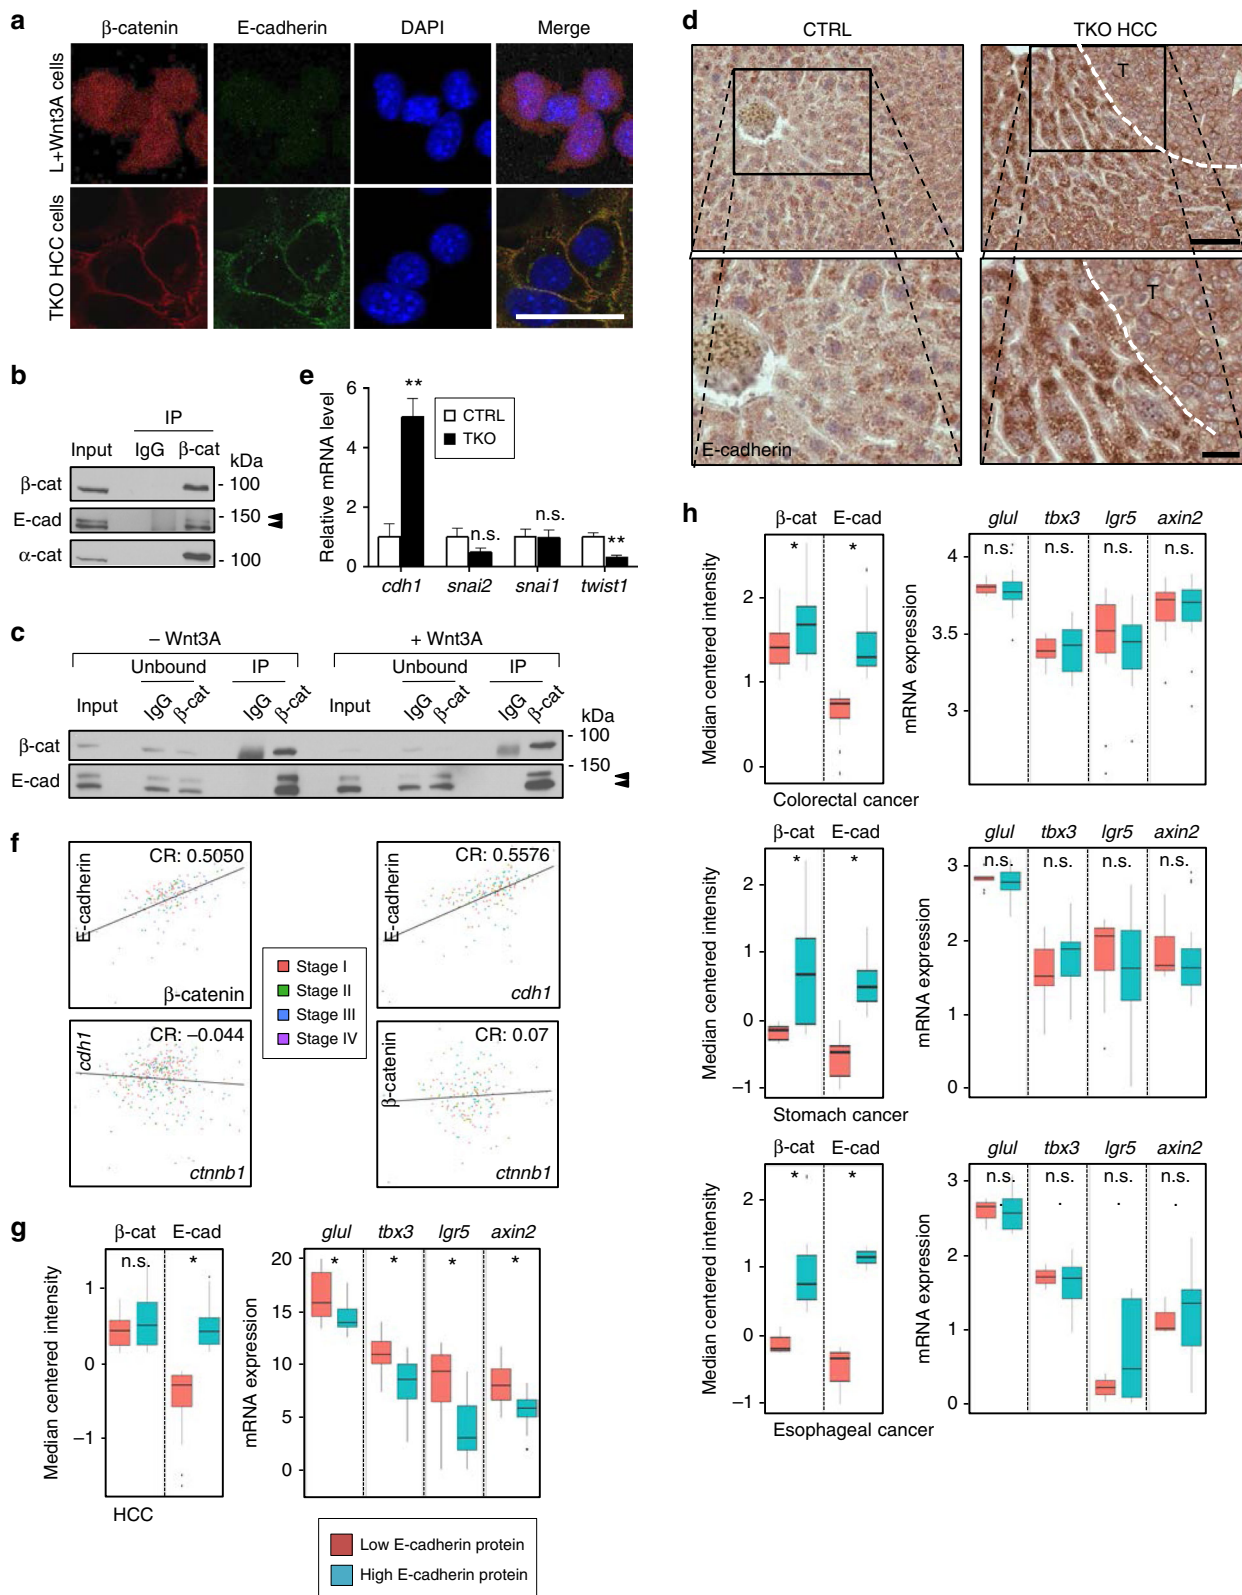 a
β-catenin E-cadherin DAPI Merge
L+Wnt3A cells
TKO HCC cells
b
IP
Input IgG β-cat
kDa
β-cat
- 100
E-cad
- 150
α-cat
- 100
e
Relative mRNA level
6
4
2
0
** n.s. n.s. **
CTRL
TKO
cdh1 snai2 snai1 twist1
c
– Wnt3A + Wnt3A
Unbound IP Unbound IP
Input IgG β-cat IgG β-cat Input IgG β-cat IgG β-cat
kDa
β-cat
- 100
- 150
E-cad
d
CTRL TKO HCC
T
T
E-cadherin
f
E-cadherin
CR: 0.5050
β-catenin
E-cadherin
CR: 0.5576
cdh1
Stage I
Stage II
Stage III
Stage IV
cdh1
CR: –0.044
ctnnb1
β-catenin
CR: 0.07
ctnnb1
g
β-cat E-cad
n.s. *
Median centered intensity
1
0
–1
HCC
glul tbx3 lgr5 axin2
* * * *
mRNA expression
20
15
10
5
0
Low E-cadherin protein
High E-cadherin protein
h
β-cat E-cad
* *
Median centered intensity
2
1
0
Colorectal cancer
glul tbx3 lgr5 axin2
n.s. n.s. n.s. n.s.
mRNA expression
4
3.5
3
β-cat E-cad
* *
Median centered intensity
2
1
0
–1
Stomach cancer
glul tbx3 lgr5 axin2
n.s. n.s. n.s. n.s.
mRNA expression
3
2
1
0
β-cat E-cad
* *
Median centered intensity
2
1
0
–1
Esophageal cancer
glul tbx3 lgr5 axin2
n.s. n.s. n.s. n.s.
mRNA expression
3
2
1
0